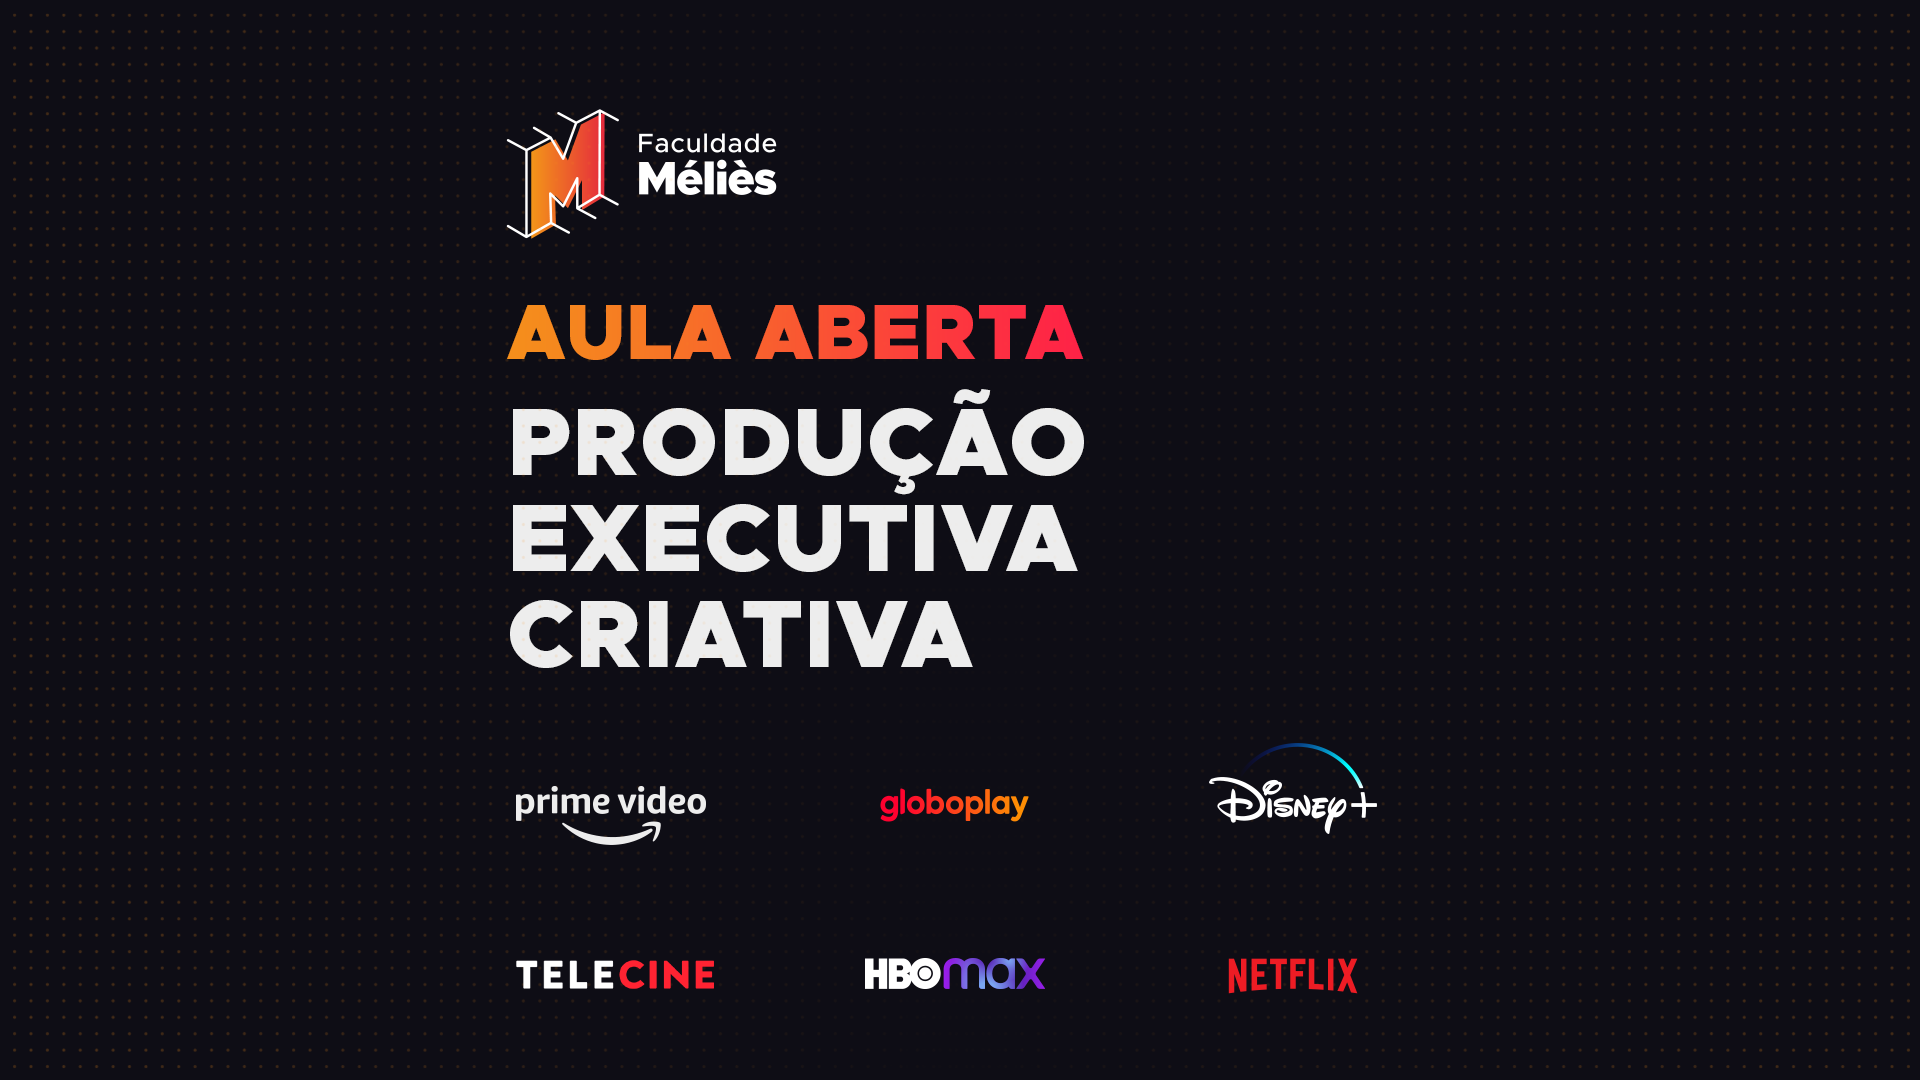 Faculdade
Méliès
AULA ABERTA
PRODUÇÃO
EXECUTIVA
CRIATIVA
prime video
globoplay
Disney+
TELECINE
HBOmax
NETFLIX